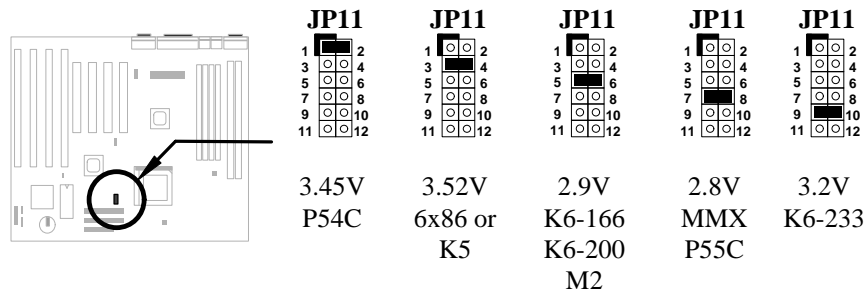 JP11 JP11 JP11 JP11 JP11
1 2 1 2 1 2 1 2 1 2
3 4 3 4 3 4 3 4 3 4
5 6 5 6 5 6 5 6 5 6
7 8 7 8 7 8 7 8 7 8
9 10 9 10 9 10 9 10 9 10
11 12 11 12 11 12 11 12 11 12
3.45V 3.52V 2.9V 2.8V 3.2V
P54C 6x86 or K6-166 MMX K6-233
K5 K6-200 P55C
M2